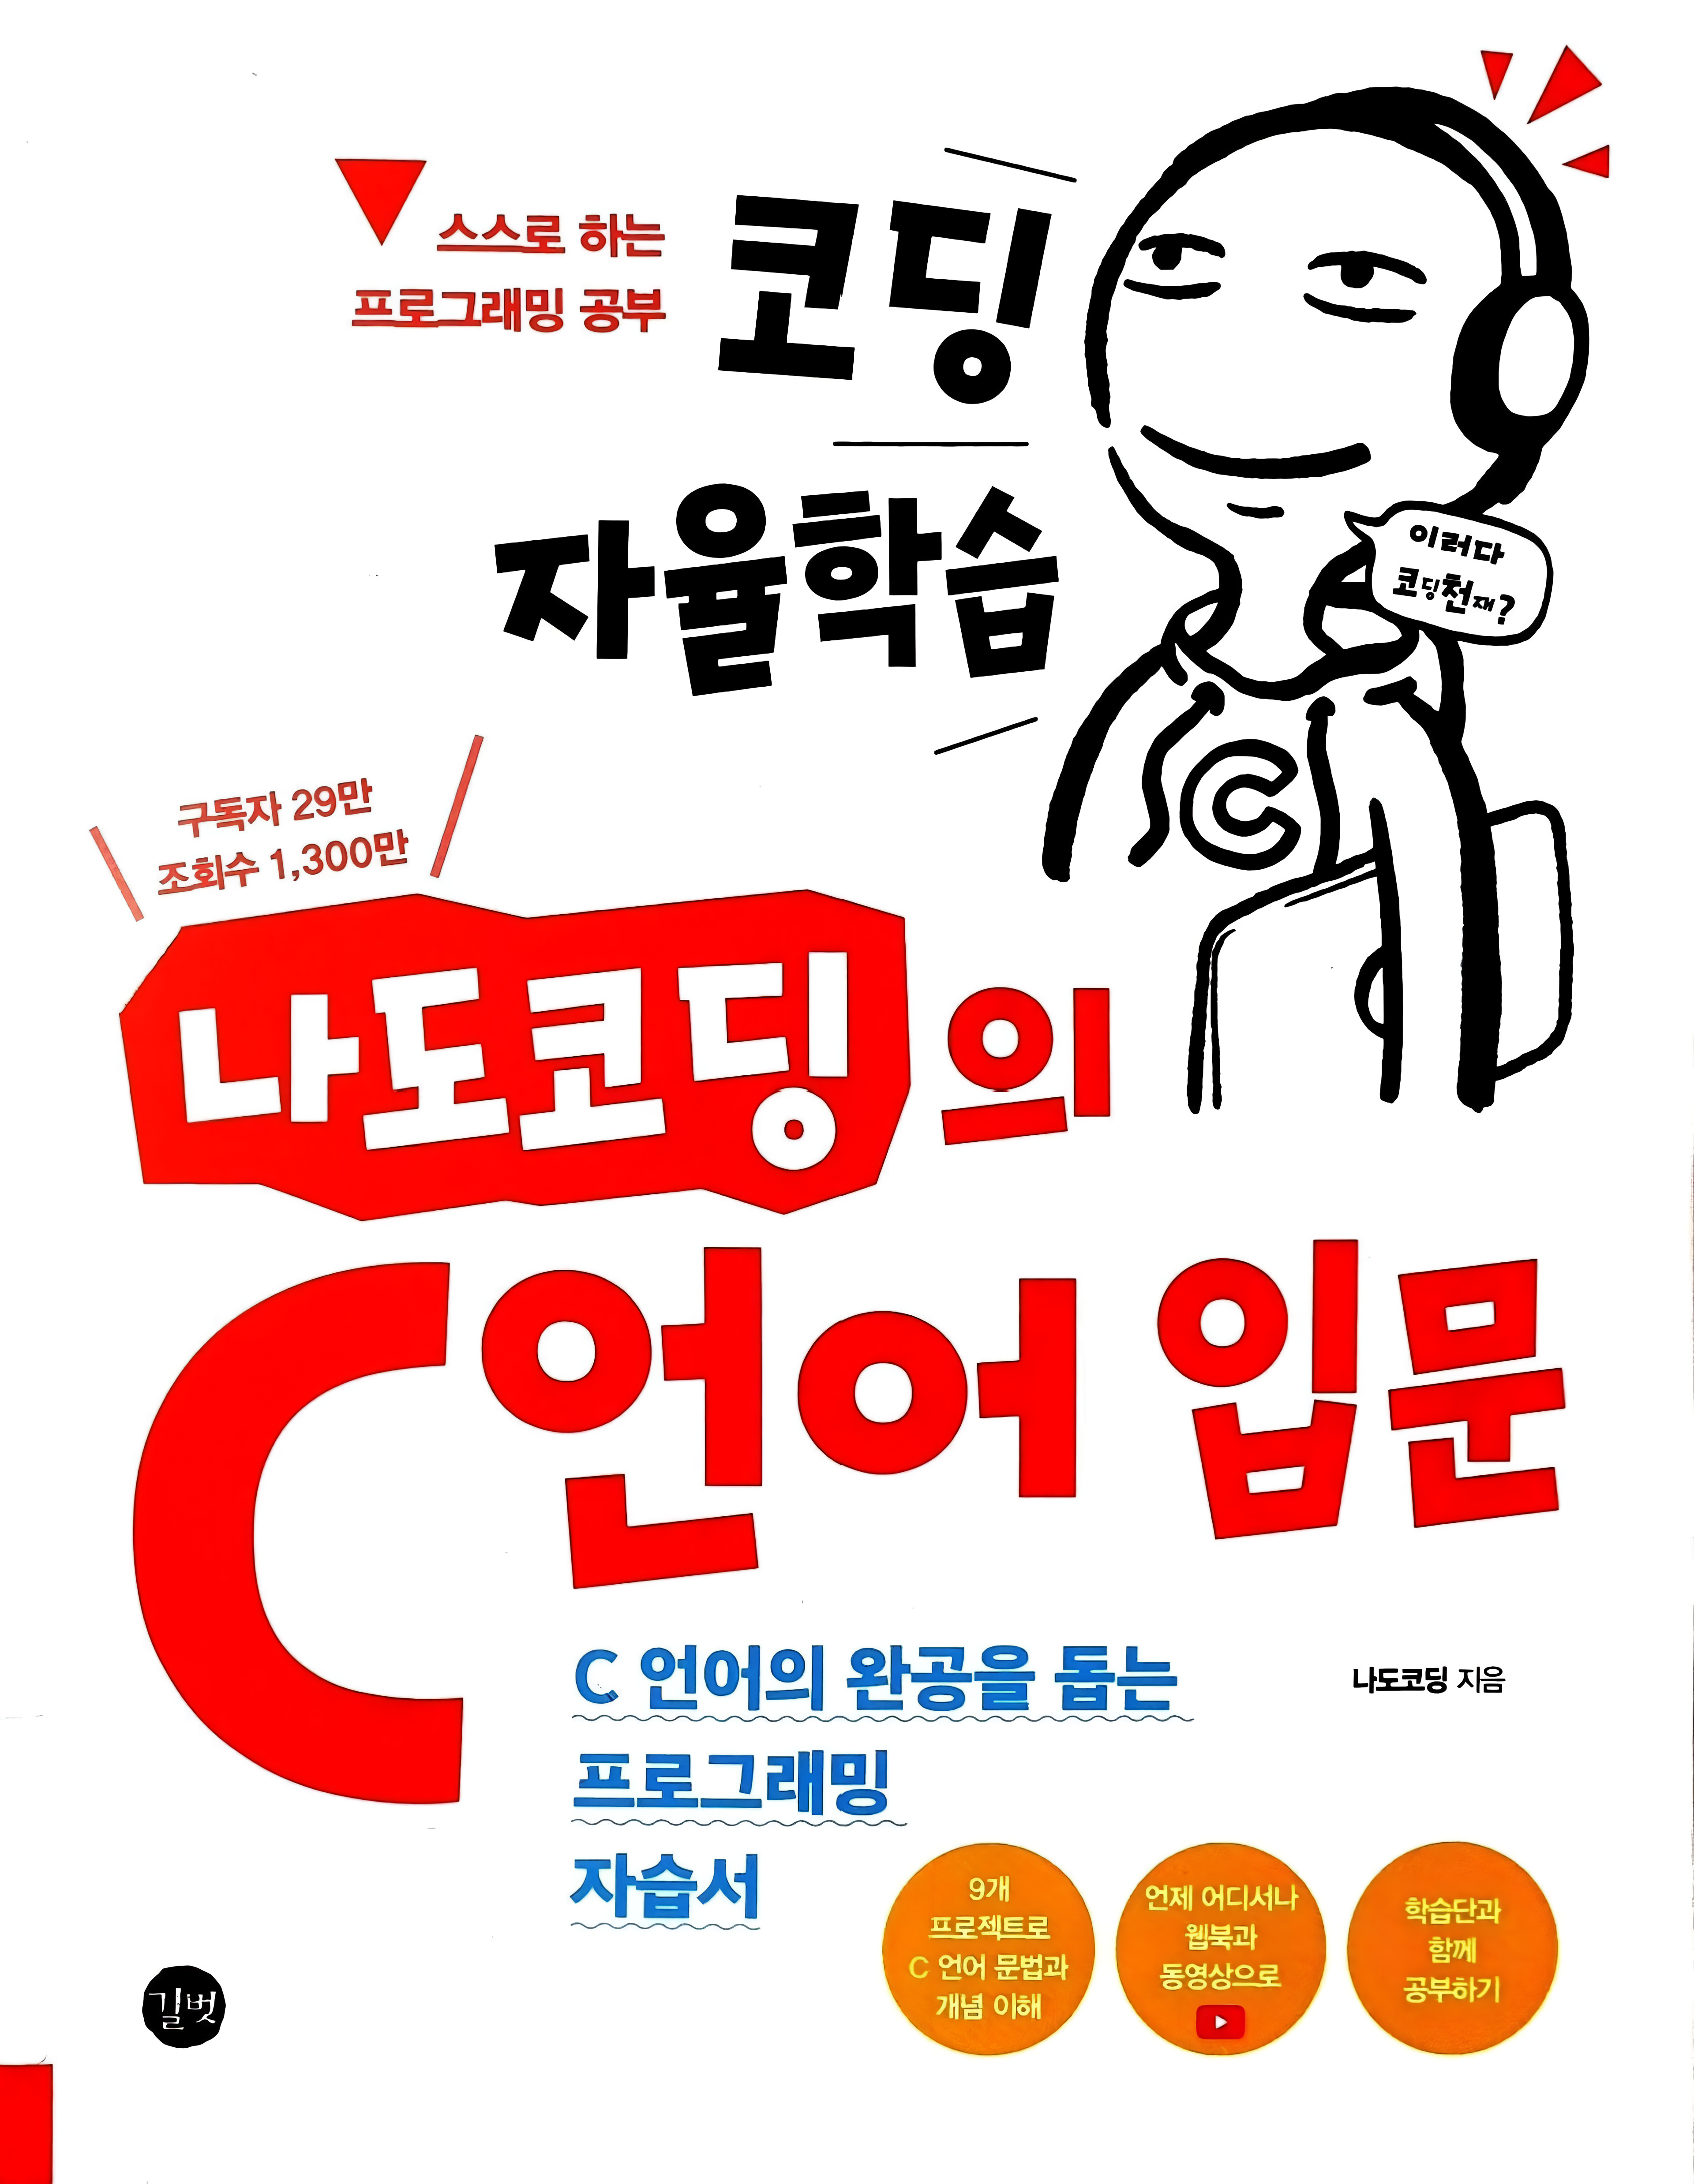 스스로 하는
프로그래밍 공부
코딩
자율학습
이러다
코딩천재?
C
구독자 29만
조회수 1,300만
나도코딩의
C언어 입문
C 언어의 완공을 돕는
프로그래밍
자습서
나도코딩 지음
9개
프로젝트로
C 언어 문법과
개념 이해
언제 어디서나
웹북과
동영상으로
학습단과
함께
공부하기
길벗